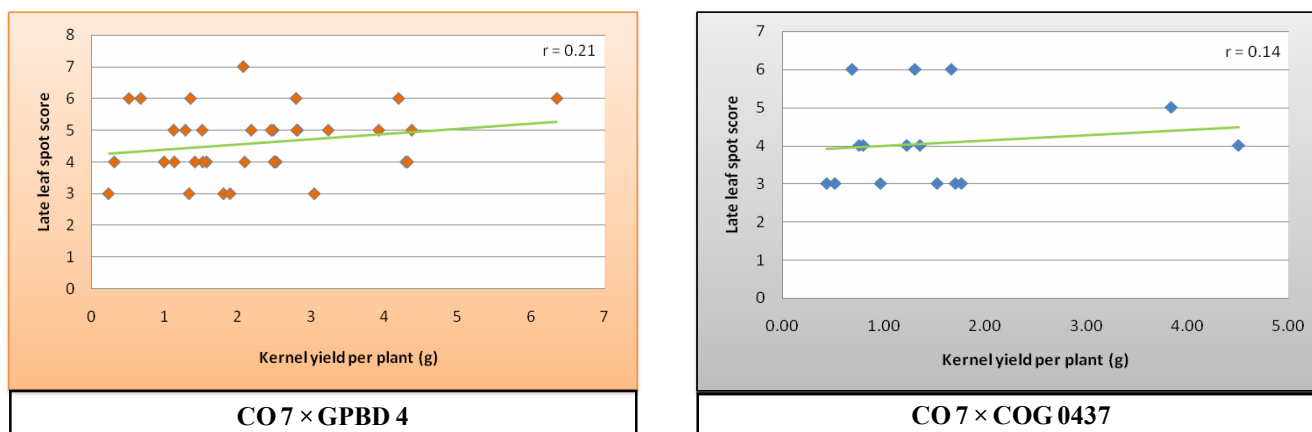 8
7
6
5
4
3
2
1
0
Late leaf spot score
r = 0.21
0 1 2 3 4 5 6 7
Kernel yield per plant (g)
CO 7 × GPBD 4
7
6
5
4
3
2
1
0
Late leaf spot score
r = 0.14
0.00 1.00 2.00 3.00 4.00 5.00
Kernel yield per plant (g)
CO 7 × COG 0437